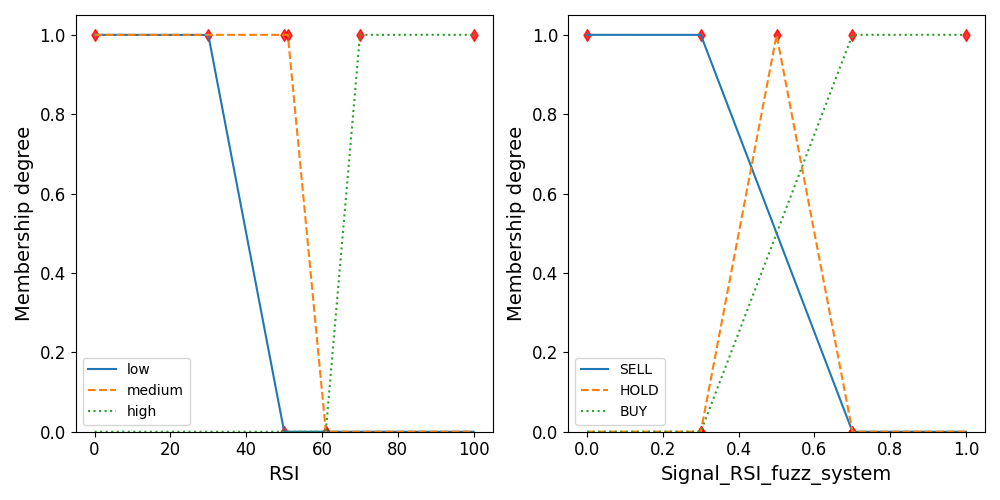 Membership degree
1.0
0.8
0.6
0.4
0.2
0.0
low
medium
high
0 20 40 60 80 100
RSI
Membership degree
1.0
0.8
0.6
0.4
0.2
0.0
SELL
HOLD
BUY
0.0 0.2 0.4 0.6 0.8 1.0
Signal_RSI_fuzz_system